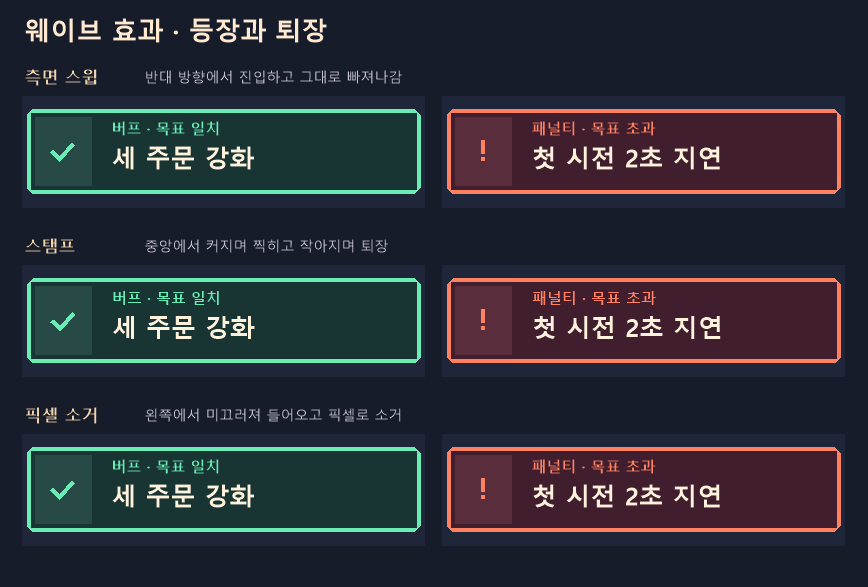 웨이브 효과 · 등장과 퇴장
측면 스윕 반대 방향에서 진입하고 그대로 빠져나감
버프 · 목표 일치
세 주문 강화
패널티 · 목표 초과
! 첫 시전 2초 지연
스탬프 중앙에서 커지며 찍히고 작아지며 퇴장
버프 · 목표 일치
세 주문 강화
패널티 · 목표 초과
! 첫 시전 2초 지연
픽셀 소거 왼쪽에서 미끄러져 들어오고 픽셀로 소거
버프 · 목표 일치
세 주문 강화
패널티 · 목표 초과
! 첫 시전 2초 지연